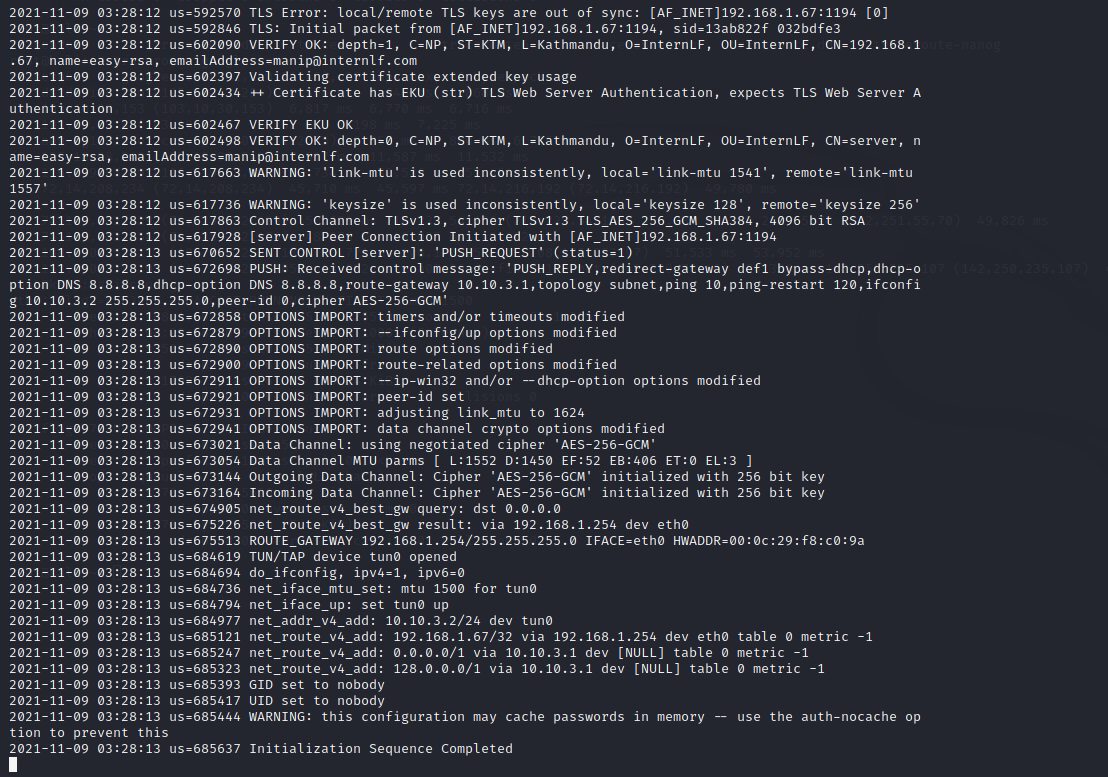 2021-11-09 03:28:12 us=592570 TLS Error: local/remote TLS keys are out of sync: [AF_INET]192.168.1.67:1194 [0]
2021-11-09 03:28:12 us=592846 TLS: Initial packet from [AF_INET]192.168.1.67:1194, sid=13ab822f 032bdfe3
2021-11-09 03:28:12 us=602090 VERIFY OK: depth=1, C=NP, ST=KTM, L=Kathmandu, O=InternLF, OU=InternLF, CN=192.168.1
.67, name=easy-rsa, emailAddress=manip@internlf.com
2021-11-09 03:28:12 us=602397 Validating certificate extended key usage
2021-11-09 03:28:12 us=602434 ++ Certificate has EKU (str) TLS Web Server Authentication, expects TLS Web Server A
uthentication
2021-11-09 03:28:12 us=602467 VERIFY EKU OK
2021-11-09 03:28:12 us=602498 VERIFY OK: depth=0, C=NP, ST=KTM, L=Kathmandu, O=InternLF, OU=InternLF, CN=server, n
ame=easy-rsa, emailAddress=manip@internlf.com
2021-11-09 03:28:12 us=617663 WARNING: 'link-mtu' is used inconsistently, local='link-mtu 1541', remote='link-mtu
1557'
2021-11-09 03:28:12 us=617736 WARNING: 'keysize' is used inconsistently, local='keysize 128', remote='keysize 256'
2021-11-09 03:28:12 us=617863 Control Channel: TLSv1.3, cipher TLSv1.3 TLS_AES_256_GCM_SHA384, 4096 bit RSA
2021-11-09 03:28:12 us=617928 [server] Peer Connection Initiated with [AF_INET]192.168.1.67:1194
2021-11-09 03:28:13 us=670652 SENT CONTROL [server]: 'PUSH_REQUEST' (status=1)
2021-11-09 03:28:13 us=672698 PUSH: Received control message: 'PUSH_REPLY,redirect-gateway def1 bypass-dhcp,dhcp-o
ption DNS 8.8.8.8,dhcp-option DNS 8.8.8.8,route-gateway 10.10.3.1,topology subnet,ping 10,ping-restart 120,ifconfi
g 10.10.3.2 255.255.255.0,peer-id 0,cipher AES-256-GCM'
2021-11-09 03:28:13 us=672858 OPTIONS IMPORT: timers and/or timeouts modified
2021-11-09 03:28:13 us=672879 OPTIONS IMPORT: --ifconfig/up options modified
2021-11-09 03:28:13 us=672890 OPTIONS IMPORT: route options modified
2021-11-09 03:28:13 us=672900 OPTIONS IMPORT: route-related options modified
2021-11-09 03:28:13 us=672911 OPTIONS IMPORT: --ip-win32 and/or --dhcp-option options modified
2021-11-09 03:28:13 us=672921 OPTIONS IMPORT: peer-id set
2021-11-09 03:28:13 us=672931 OPTIONS IMPORT: adjusting link_mtu to 1624
2021-11-09 03:28:13 us=672941 OPTIONS IMPORT: data channel crypto options modified
2021-11-09 03:28:13 us=673021 Data Channel: using negotiated cipher 'AES-256-GCM'
2021-11-09 03:28:13 us=673054 Data Channel MTU parms [ L:1552 D:1450 EF:52 EB:406 ET:0 EL:3 ]
2021-11-09 03:28:13 us=673144 Outgoing Data Channel: Cipher 'AES-256-GCM' initialized with 256 bit key
2021-11-09 03:28:13 us=673164 Incoming Data Channel: Cipher 'AES-256-GCM' initialized with 256 bit key
2021-11-09 03:28:13 us=674905 net_route_v4_best_gw query: dst 0.0.0.0
2021-11-09 03:28:13 us=675226 net_route_v4_best_gw result: via 192.168.1.254 dev eth0
2021-11-09 03:28:13 us=675513 ROUTE_GATEWAY 192.168.1.254/255.255.255.0 IFACE=eth0 HWADDR=00:0c:29:f8:c0:9a
2021-11-09 03:28:13 us=684619 TUN/TAP device tun0 opened
2021-11-09 03:28:13 us=684694 do_ifconfig, ipv4=1, ipv6=0
2021-11-09 03:28:13 us=684736 net_iface_mtu_set: mtu 1500 for tun0
2021-11-09 03:28:13 us=684794 net_iface_up: set tun0 up
2021-11-09 03:28:13 us=684977 net_addr_v4_add: 10.10.3.2/24 dev tun0
2021-11-09 03:28:13 us=685121 net_route_v4_add: 192.168.1.67/32 via 192.168.1.254 dev eth0 table 0 metric -1
2021-11-09 03:28:13 us=685247 net_route_v4_add: 0.0.0.0/1 via 10.10.3.1 dev [NULL] table 0 metric -1
2021-11-09 03:28:13 us=685323 net_route_v4_add: 128.0.0.0/1 via 10.10.3.1 dev [NULL] table 0 metric -1
2021-11-09 03:28:13 us=685393 GID set to nobody
2021-11-09 03:28:13 us=685417 UID set to nobody
2021-11-09 03:28:13 us=685444 WARNING: this configuration may cache passwords in memory -- use the auth-nocache op
tion to prevent this
2021-11-09 03:28:13 us=685637 Initialization Sequence Completed